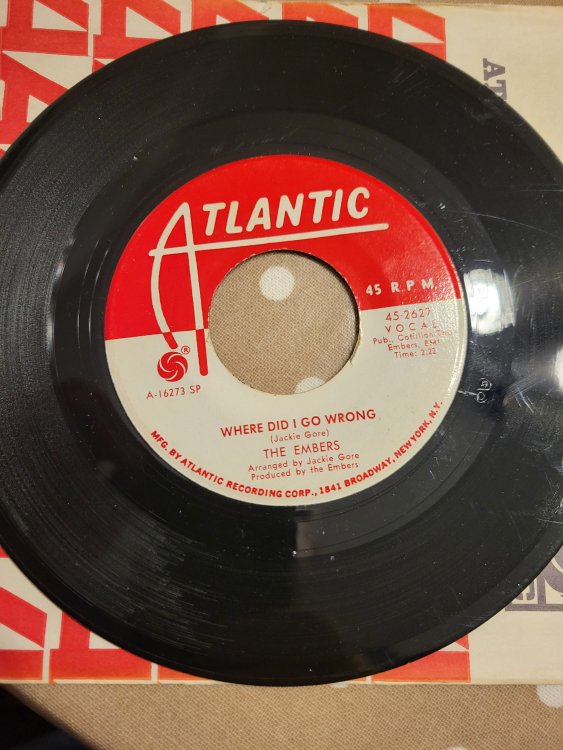 ATLANTIC
45 R.P.M.
45-2627
VOCAL
Pub., Cotillion
Embers, BMI
Time: 2:22
®
A-16273 SP
WHERE DID I GO WRONG
(Jackie Gore)
THE EMBERS
Arranged by Jackie Gore
Produced by the Embers
MFG. BY ATLANTIC RECORDING CORP., 1841 BROADWAY, NEW YORK, N.Y.